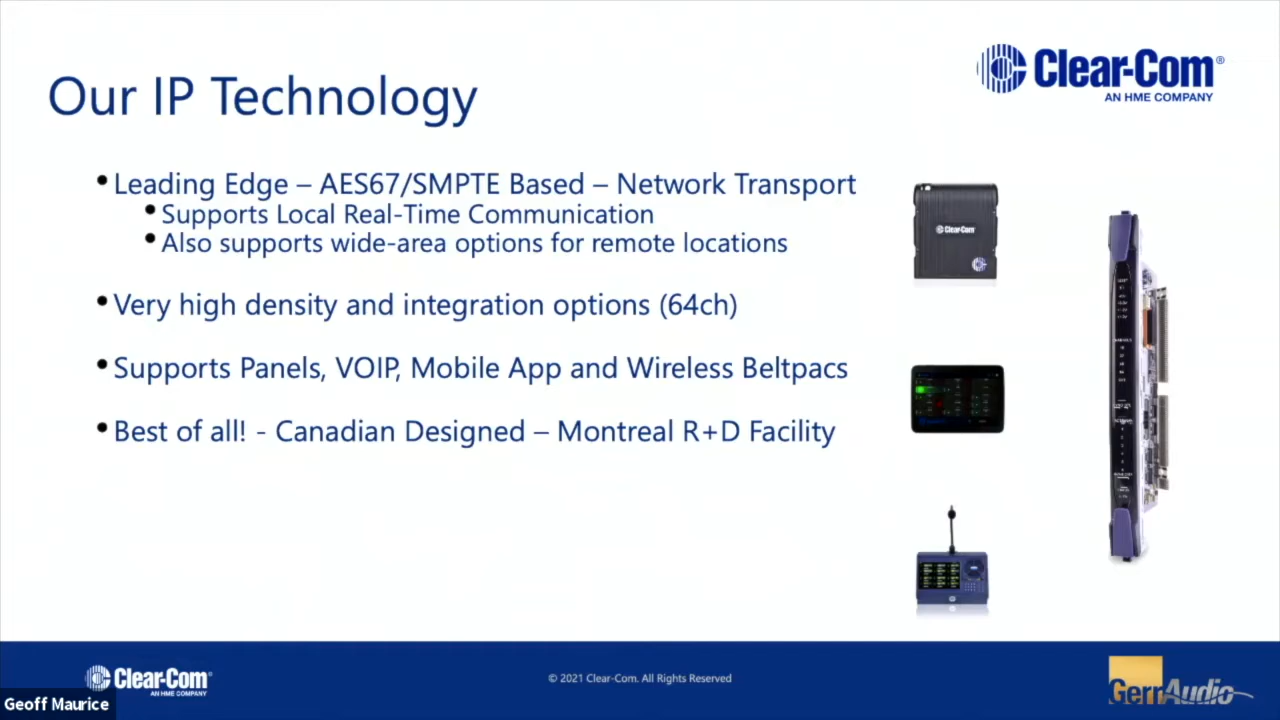 Our IP Technology
Clear-Com®
AN HME COMPANY
• Leading Edge – AES67/SMPTE Based – Network Transport
• Supports Local Real-Time Communication
• Also supports wide-area options for remote locations
• Very high density and integration options (64ch)
• Supports Panels, VOIP, Mobile App and Wireless Beltpacs
• Best of all! - Canadian Designed – Montreal R+D Facility
Clear-Com
Clear-Com®
AN HME COMPANY
© 2021 Clear-Com. All Rights Reserved
GerrAudio
Geoff Maurice